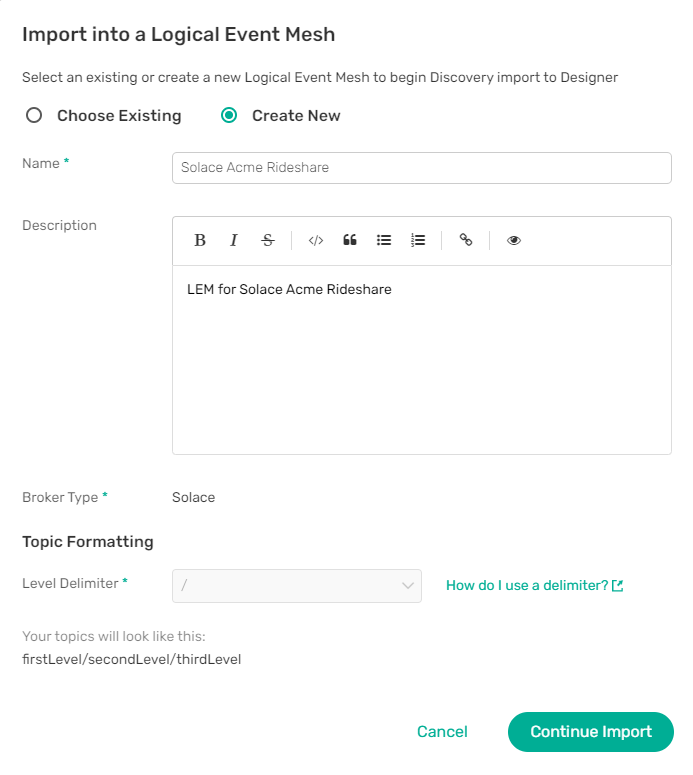 Import into a Logical Event Mesh
Select an existing or create a new Logical Event Mesh to begin Discovery import to Designer
Choose Existing Create New
Name *
Solace Acme Rideshare
Description
B I S </>
LEM for Solace Acme Rideshare
Broker Type * Solace
Topic Formatting
Level Delimiter * / How do I use a delimiter?
Your topics will look like this:
firstLevel/secondLevel/thirdLevel
Cancel Continue Import